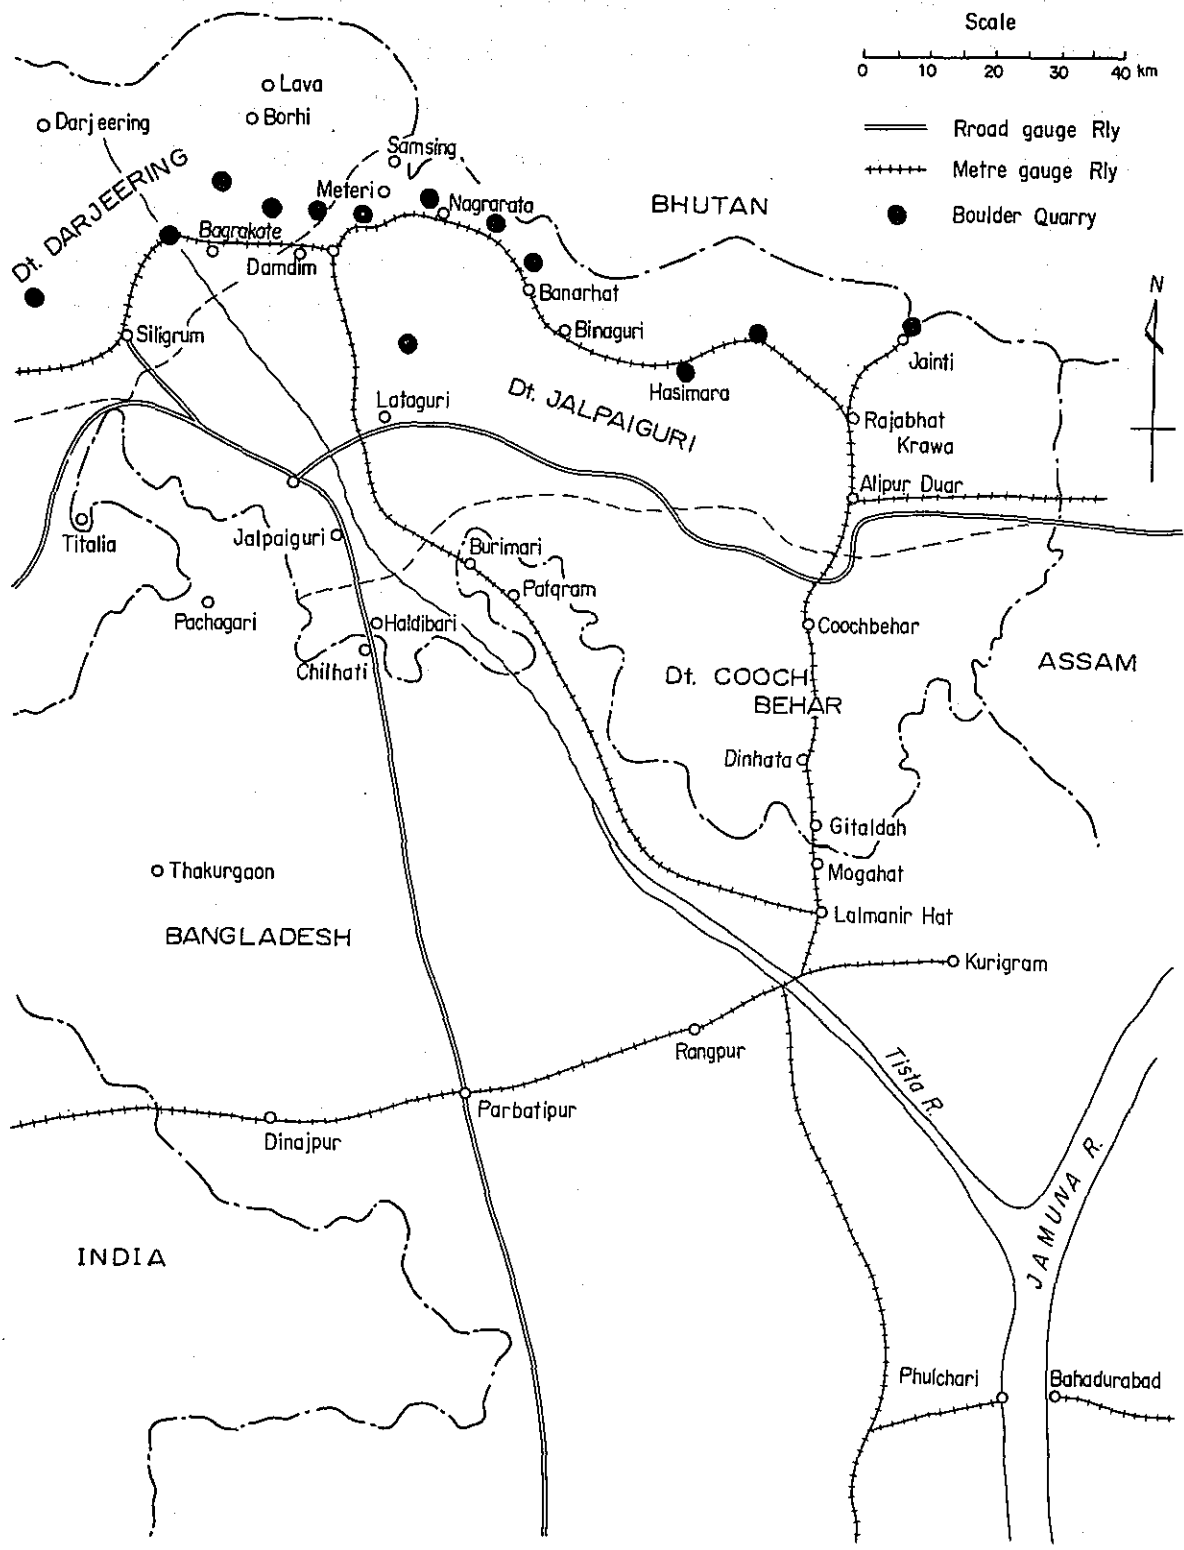 Scale
0 10 20 30 40 km
Rroad gauge Rly
Metre gauge Rly
Boulder Quarry
N
Lava
Borhi
Darjeering
Samsing
Dt. DARJEERING
Meteri
Nagrarata
BHUTAN
Bagrakate
Damdim
Banarhat
Siligrum
Binaguri
Jainti
Hasimara
Dt. JALPAIGURI
Lataguri
Rajabhat
Krawa
Alipur Duar
Titalia
Jalpaiguri
Burimari
Patqram
Pachagari
Haldibari
Coochbehar
Chilhati
ASSAM
Dt. COOCH
BEHAR
Dinhata
Gitaldah
Thakurgaon
Mogahat
Lalmanir Hat
BANGLADESH
Kurigram
Rangpur
Tista R.
Parbatipur
Dinajpur
JAMUNA R.
INDIA
Phulchari
Bahadurabad